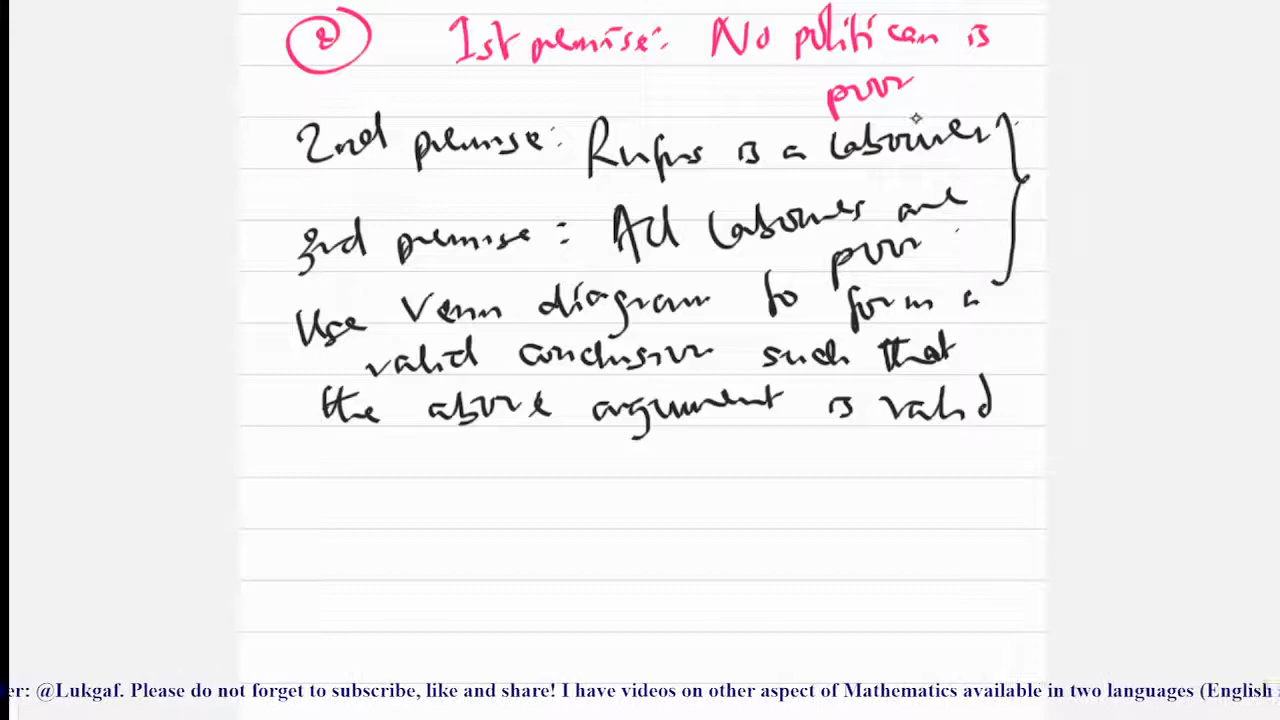 ② 1st premise: No politican is
poor
2nd premise: Rufus is a labourer
3rd premise: All labourers are
poor
Use Venn diagram to form a
valid conclusion such that
the above argument is valid
er: @Lukgaf. Please do not forget to subscribe, like and share! I have videos on other aspect of Mathematics available in two languages (English